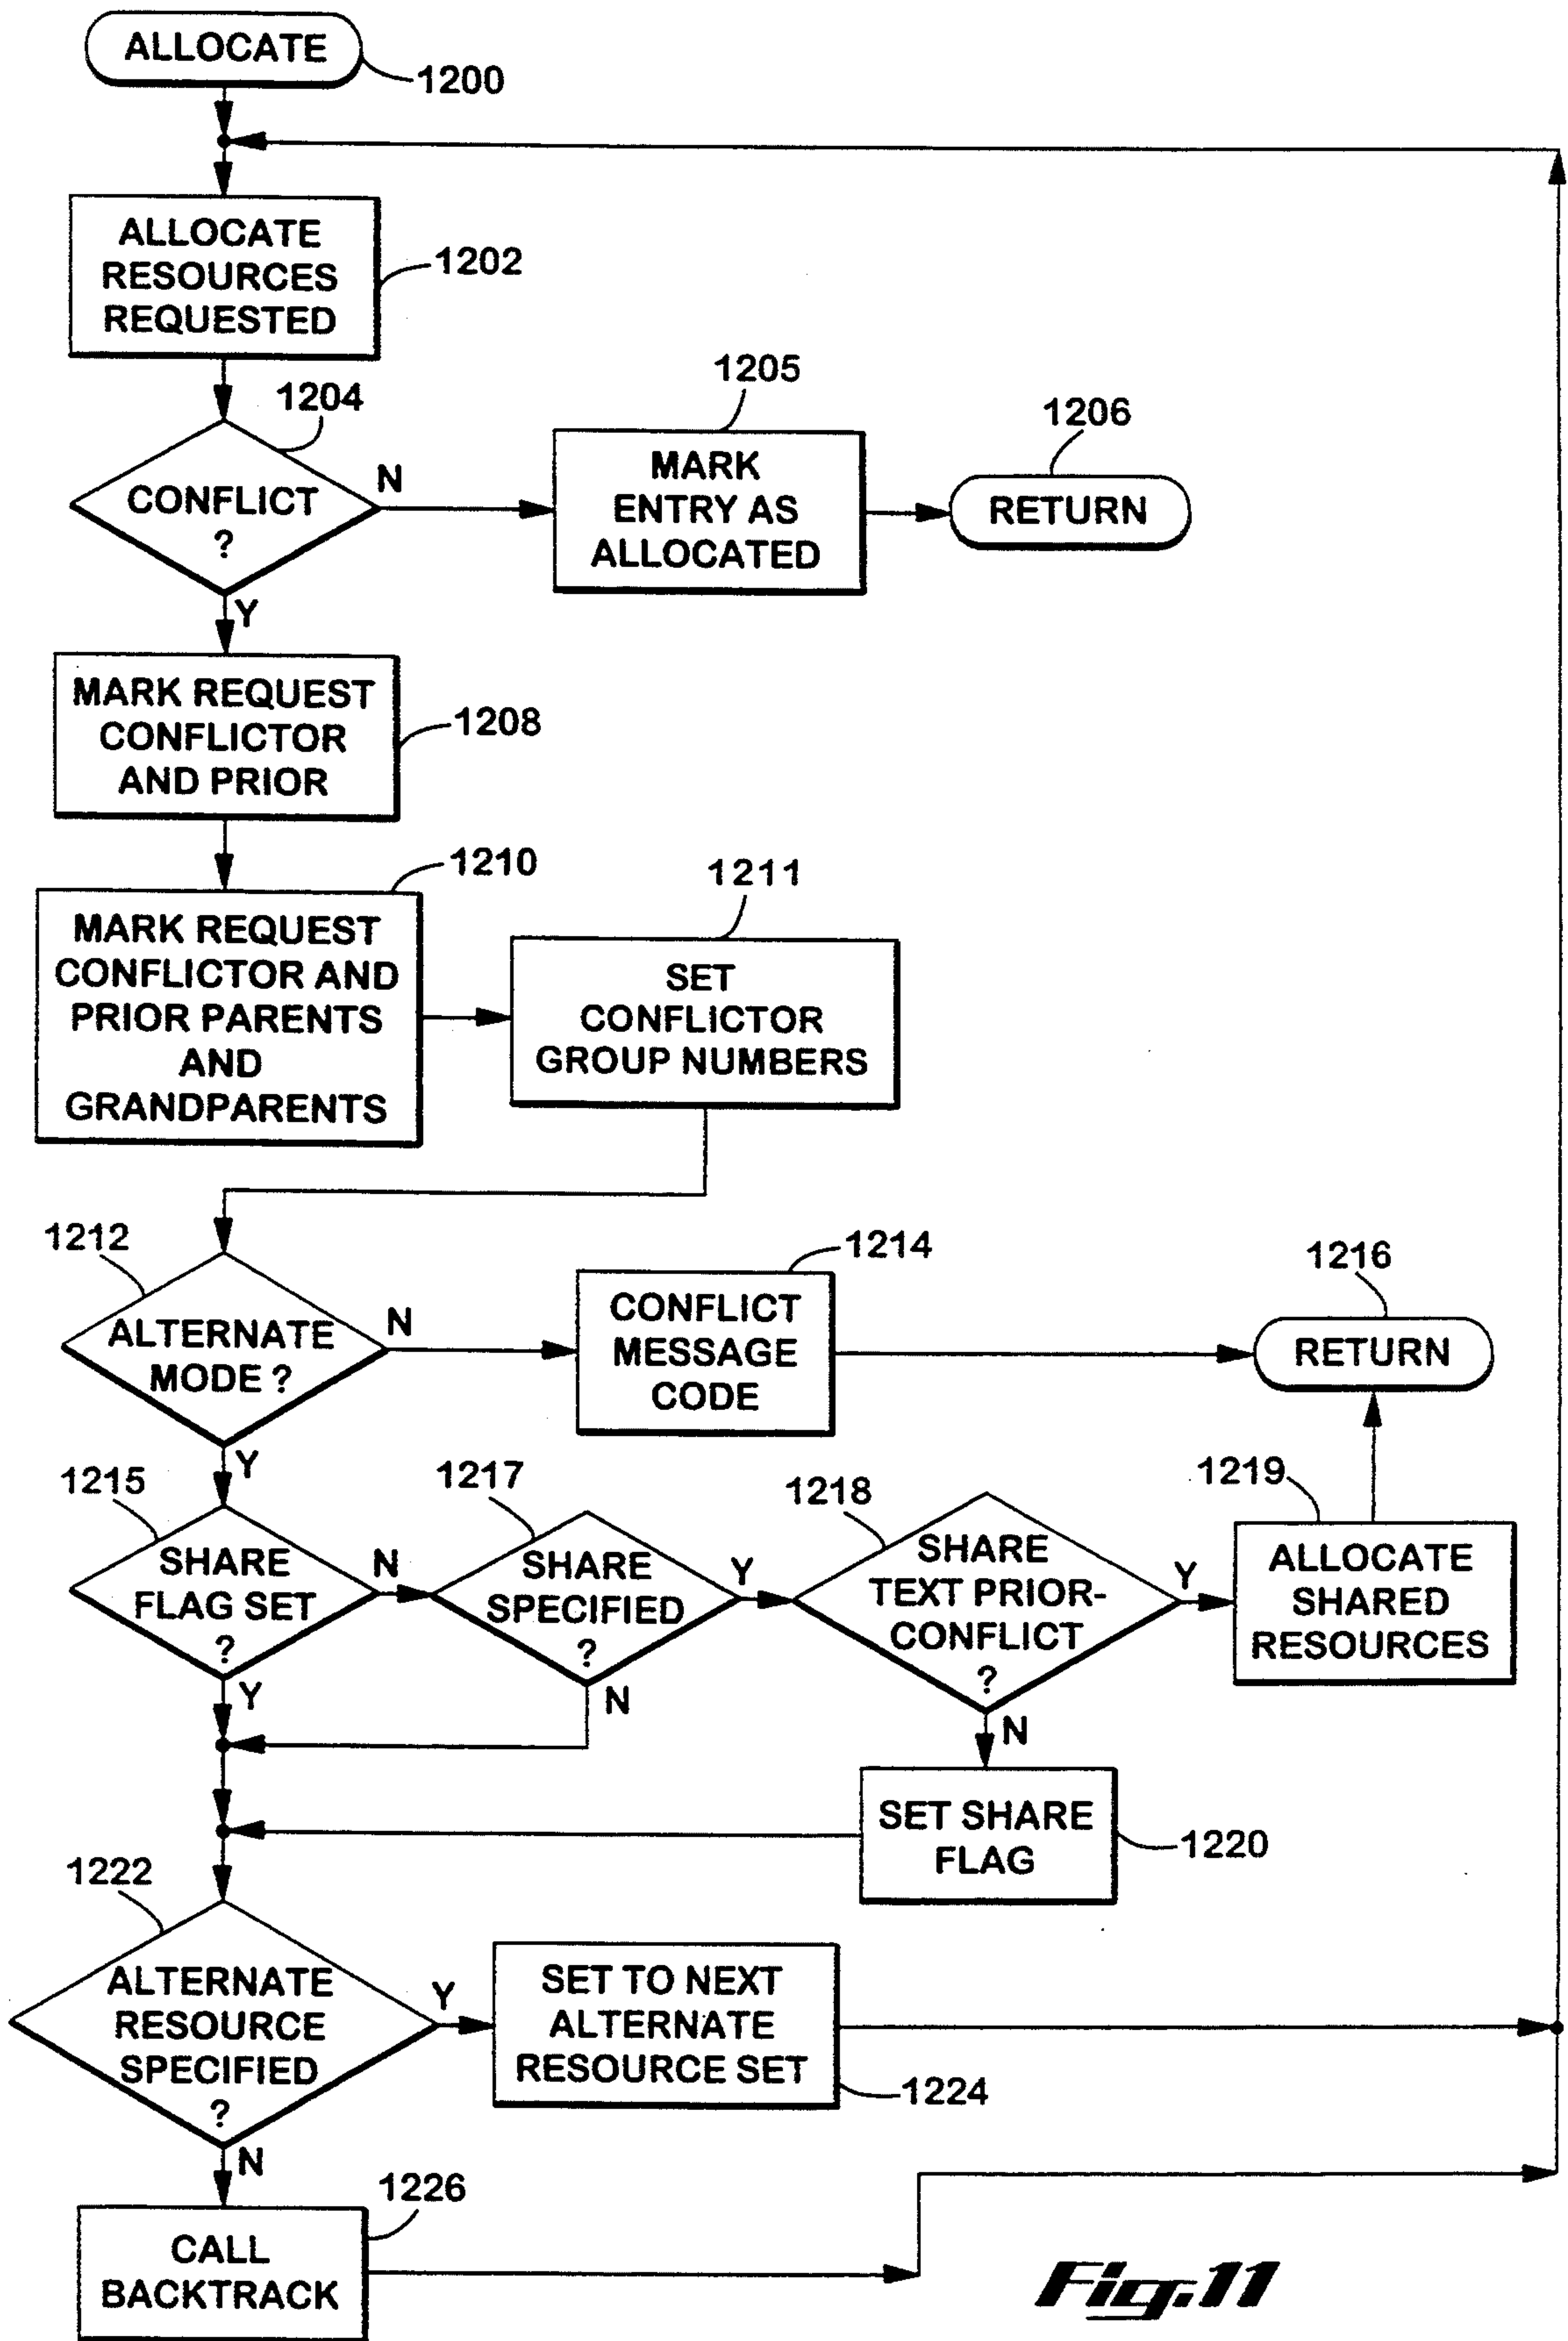 ALLOCATE
1200
ALLOCATE
RESOURCES
REQUESTED
1202
1204
CONFLICT
?
N
Y
1205
MARK
ENTRY AS
ALLOCATED
1206
RETURN
MARK REQUEST
CONFLICTOR
AND PRIOR
1208
1210
MARK REQUEST
CONFLICTOR AND
PRIOR PARENTS
AND
GRANDPARENTS
1211
SET
CONFLICTOR
GROUP NUMBERS
1212
ALTERNATE
MODE ?
N
Y
1214
CONFLICT
MESSAGE
CODE
1216
RETURN
1215
SHARE
FLAG SET
?
N
Y
1217
SHARE
SPECIFIED
?
Y
N
1218
SHARE
TEXT PRIOR-
CONFLICT
?
Y
N
1219
ALLOCATE
SHARED
RESOURCES
SET SHARE
FLAG
1220
1222
ALTERNATE
RESOURCE
SPECIFIED
?
Y
N
SET TO NEXT
ALTERNATE
RESOURCE SET
1224
1226
CALL
BACKTRACK
Fig.11